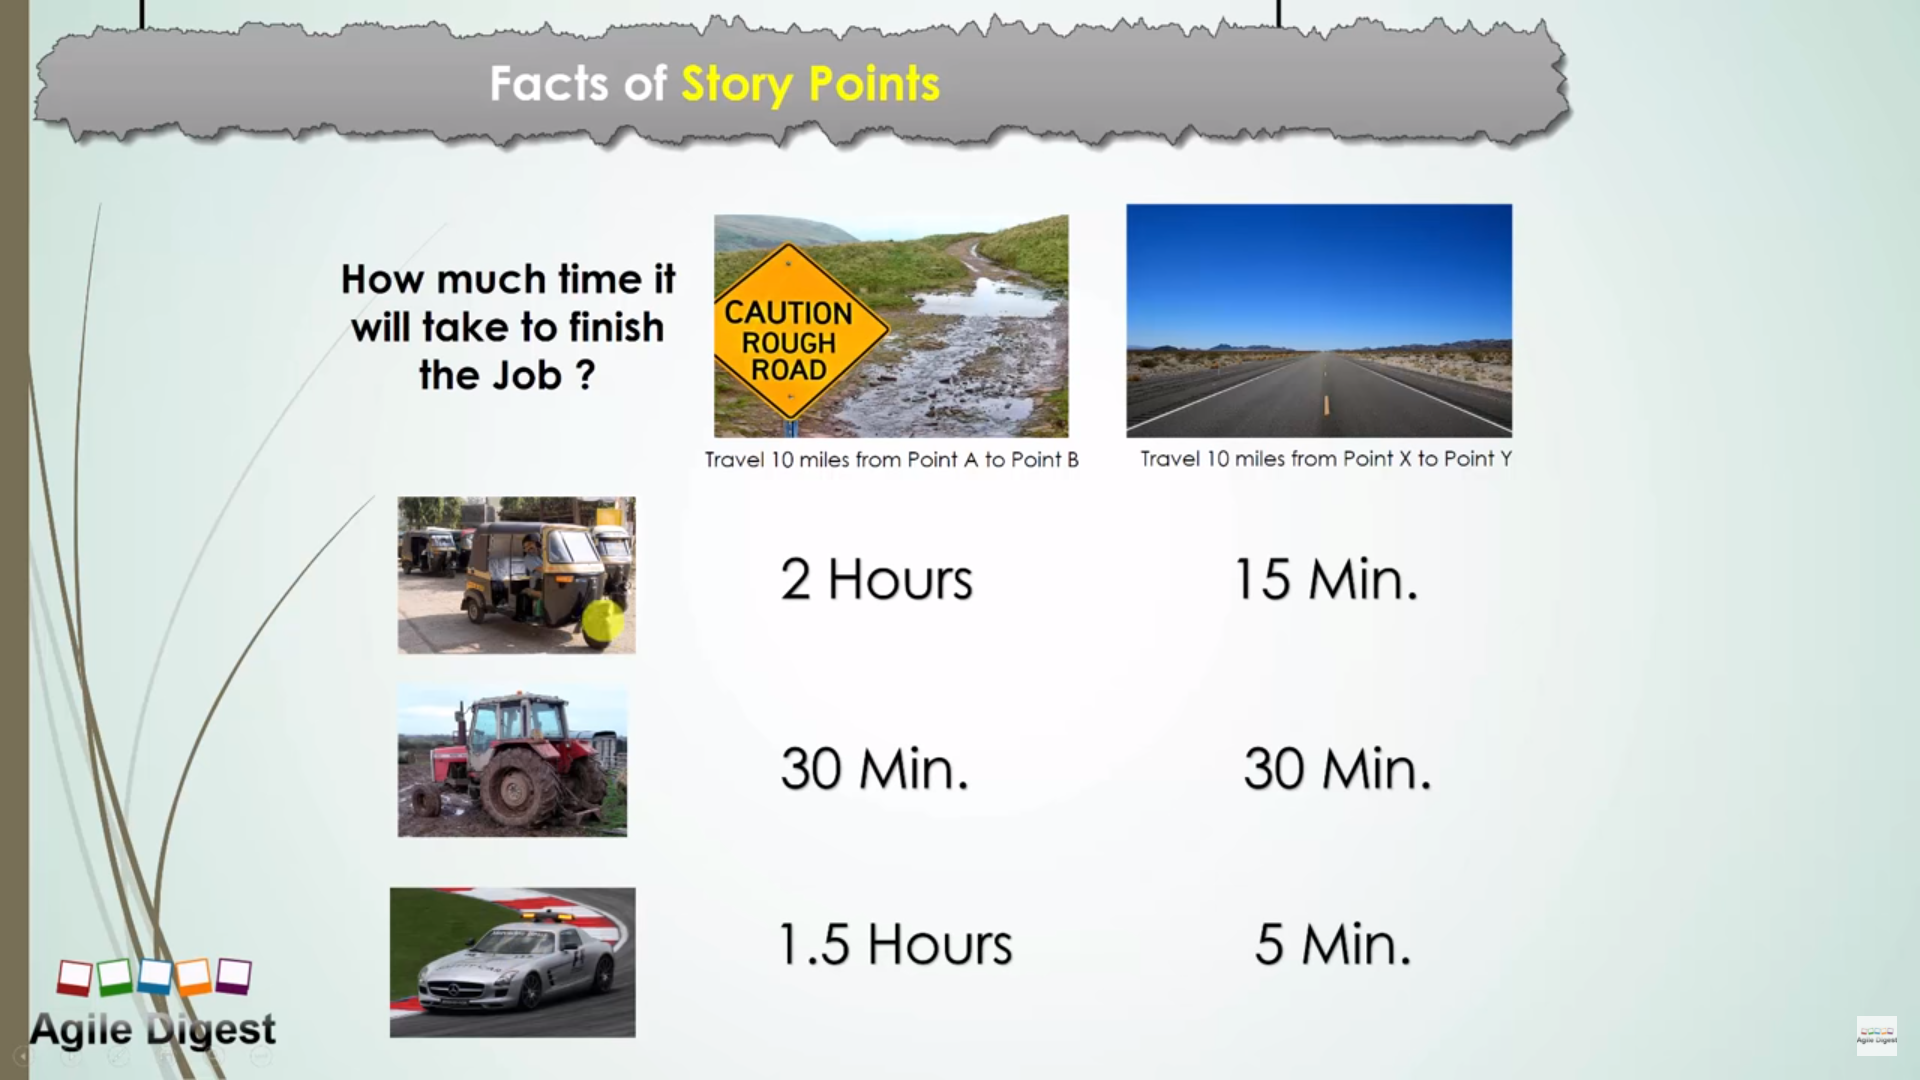 Facts of Story Points
How much time it
will take to finish
the Job ?
CAUTION
ROUGH
ROAD
Travel 10 miles from Point A to Point B
Travel 10 miles from Point X to Point Y
2 Hours
15 Min.
30 Min.
30 Min.
1.5 Hours
5 Min.
Agile Digest
Agile Digest